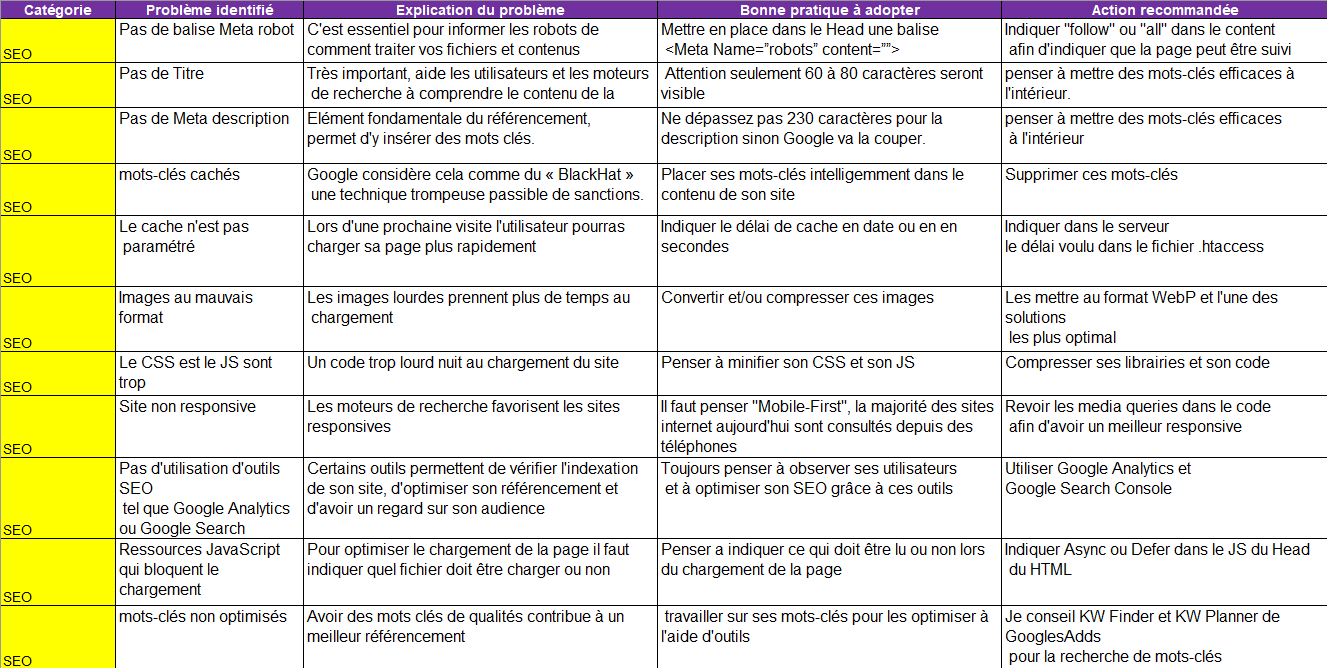 Catégorie Problème identifié Explication du problème Bonne pratique à adopter Action recommandée
SEO
Pas de balise Meta robot
C'est essentiel pour informer les robots de
comment traiter vos fichiers et contenus
Mettre en place dans le Head une balise
<Meta Name="robots" content="">
Indiquer "follow" ou "all" dans le content
afin d'indiquer que la page peut être suivi
SEO
Pas de Titre
Très important, aide les utilisateurs et les moteurs
de recherche à comprendre le contenu de la
Attention seulement 60 à 80 caractères seront
visible
penser à mettre des mots-clés efficaces à
l'intérieur.
SEO
Pas de Meta description
Elément fondamentale du référencement,
permet d'y insérer des mots clés.
Ne dépassez pas 230 caractères pour la
description sinon Google va la couper.
penser à mettre des mots-clés efficaces
à l'intérieur
SEO
mots-clés cachés
Google considère cela comme du « BlackHat »
une technique trompeuse passible de sanctions.
Placer ses mots-clés intelligemment dans le
contenu de son site
Supprimer ces mots-clés
SEO
Le cache n'est pas
paramétré
Lors d'une prochaine visite l'utilisateur pourras
charger sa page plus rapidement
Indiquer le délai de cache en date ou en en
secondes
Indiquer dans le serveur
le délai voulu dans le fichier .htaccess
SEO
Images au mauvais
format
Les images lourdes prennent plus de temps au
chargement
Convertir et/ou compresser ces images
Les mettre au format WebP et l'une des
solutions
les plus optimal
SEO
Le CSS est le JS sont
trop
Un code trop lourd nuit au chargement du site
Penser à minifier son CSS et son JS
Compresser ses librairies et son code
SEO
Site non responsive
Les moteurs de recherche favorisent les sites
responsives
Il faut penser "Mobile-First", la majorité des sites
internet aujourd'hui sont consultés depuis des
téléphones
Revoir les media queries dans le code
afin d'avoir un meilleur responsive
SEO
Pas d'utilisation d'outils
SEO
tel que Google Analytics
ou Google Search
Certains outils permettent de vérifier l'indexation
de son site, d'optimiser son référencement et
d'avoir un regard sur son audience
Toujours penser à observer ses utilisateurs
et à optimiser son SEO grâce à ces outils
Utiliser Google Analytics et
Google Search Console
SEO
Ressources JavaScript
qui bloquent le
chargement
Pour optimiser le chargement de la page il faut
indiquer quel fichier doit être charger ou non
Penser a indiquer ce qui doit être lu ou non lors
du chargement de la page
Indiquer Async ou Defer dans le JS du Head
du HTML
SEO
mots-clés non optimisés
Avoir des mots clés de qualités contribue à un
meilleur référencement
travailler sur ses mots-clés pour les optimiser à
l'aide d'outils
Je conseil KW Finder et KW Planner de
GooglesAdds
pour la recherche de mots-clés